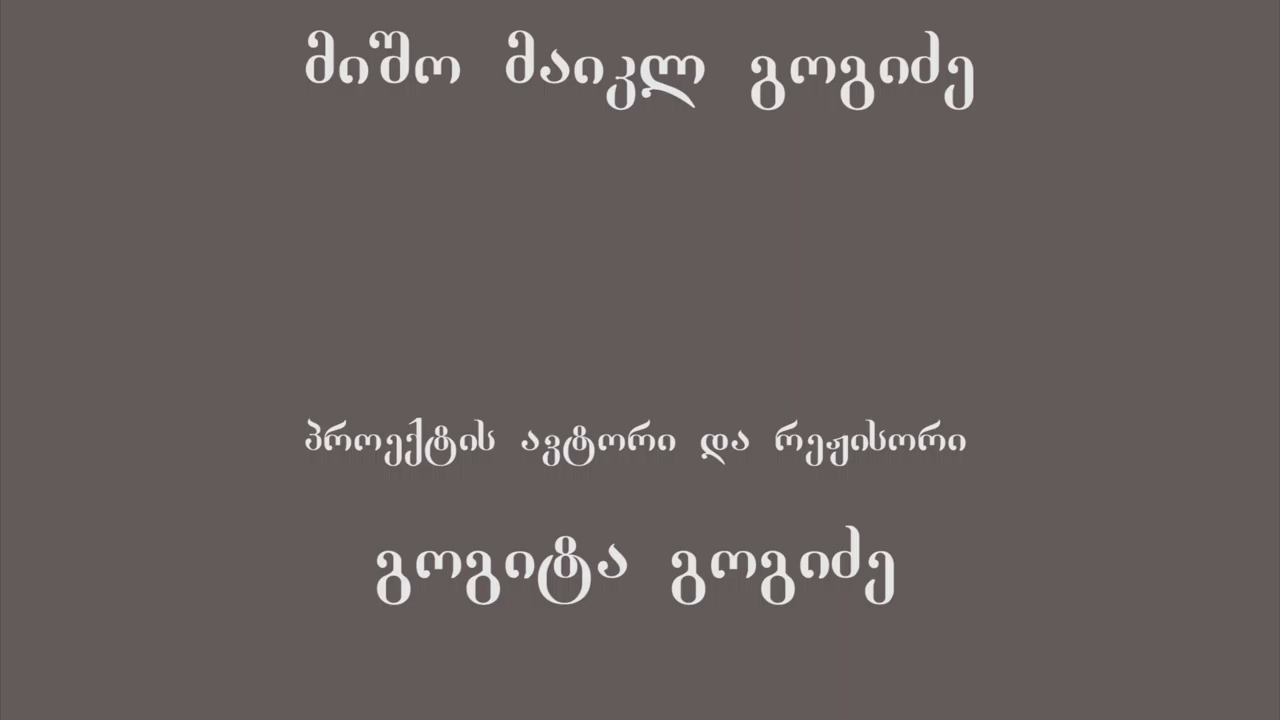 მიშო მაიკლ გოგიძე
პროექტის ავტორი და რეჟისორი
გოგიტა გოგიძე